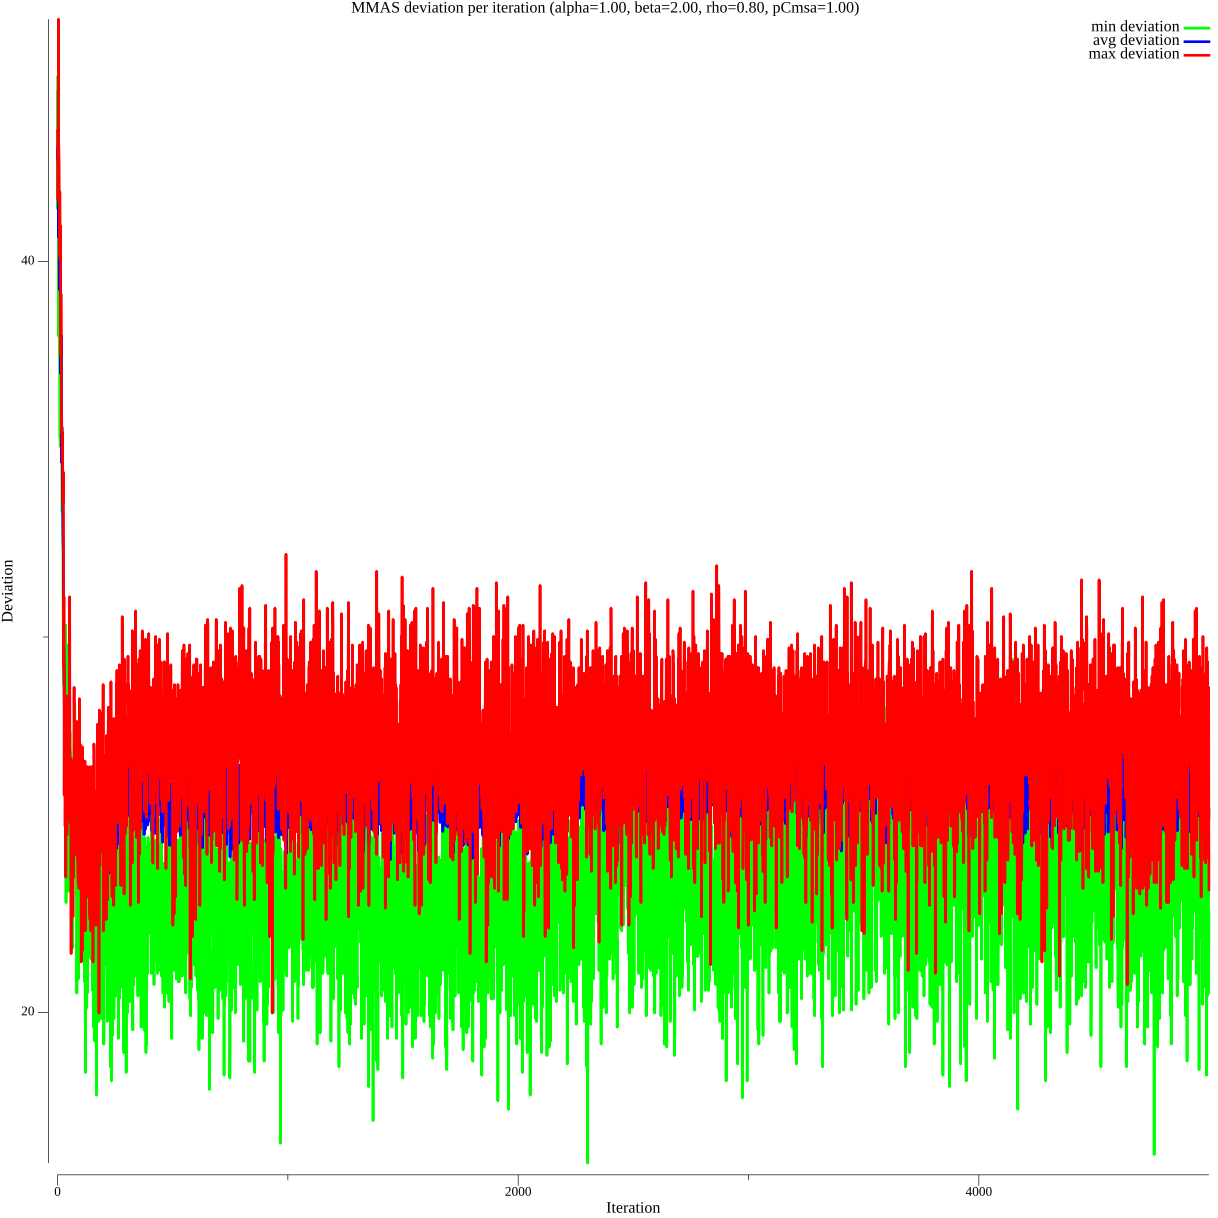 MMAS deviation per iteration (alpha=1.00, beta=2.00, rho=0.80, pCmsa=1.00)
min deviation
avg deviation
max deviation
40
Deviation
20
0 2000 4000
Iteration